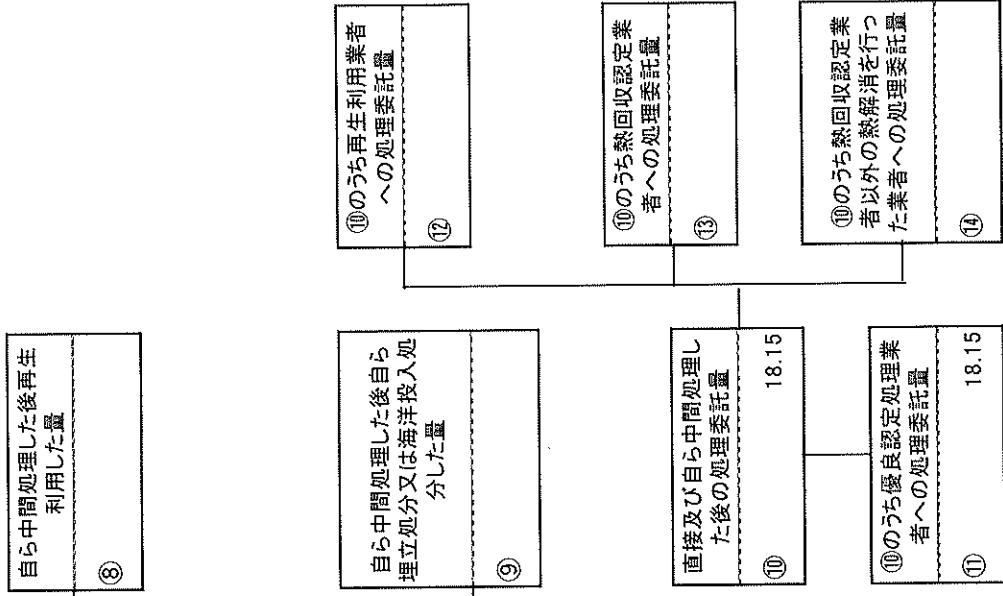 自ら中間処理した後再生
利用した量
⑧
自ら中間処理した後自ら
埋立処分又は海洋投入処
分した量
⑨
直接及び自ら中間処理し
た後の処理委託量
⑩ 18.15
⑩のうち優良認定処理業
者への処理委託量
⑪ 18.15
⑩のうち再生利用業者
への処理委託量
⑫
⑩のうち熱回収認定業
者への処理委託量
⑬
⑩のうち熱回収認定業
者以外の熱解消を行っ
た業者への処理委託量
⑭